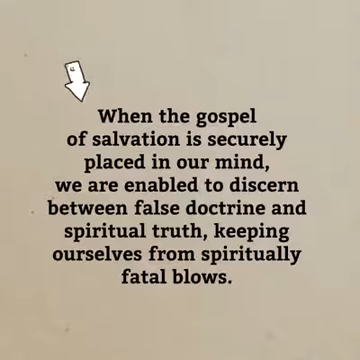 When the gospel
of salvation is securely
placed in our mind,
we are enabled to discern
between false doctrine and
spiritual truth, keeping
ourselves from spiritually
fatal blows.